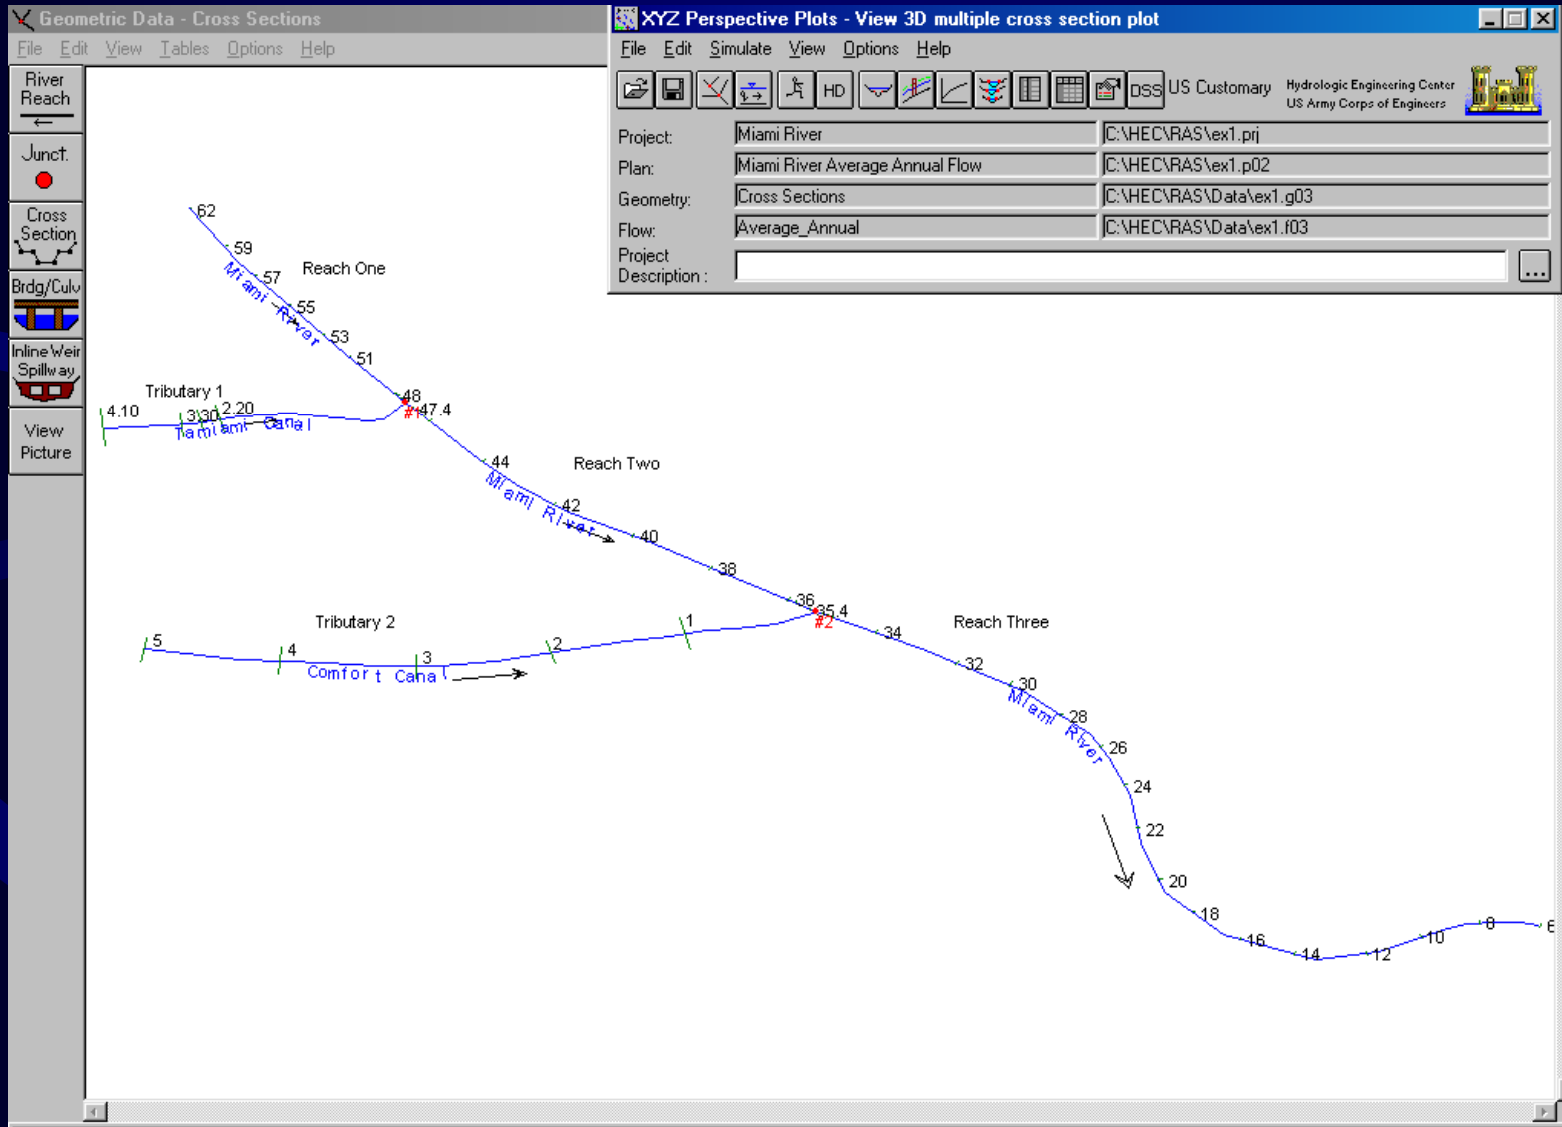 Geometric Data - Cross Sections
File Edit View Tables Options Help
River
Reach
Junct.
Cross
Section
Brdg/Culv
Inline Weir
Spillway
View
Picture
XYZ Perspective Plots - View 3D multiple cross section plot
File Edit Simulate View Options Help
HD
DSS
US Customary
Hydrologic Engineering Center
US Army Corps of Engineers
Project: Miami River C:\HEC\RAS\ex1.prj
Plan: Miami River Average Annual Flow C:\HEC\RAS\ex1.p02
Geometry: Cross Sections C:\HEC\RAS\Data\ex1.g03
Flow: Average_Annual C:\HEC\RAS\Data\ex1.f03
Project
Description :
...
62
59
57
Reach One
Miami River
55
53
51
48
#1
47.4
Tributary 1
4.10
3.30
2.20
Tamiami Canal
44
Reach Two
Miami River
42
40
38
36
35.4
#2
Tributary 2
5
4
3
2
1
Comfort Canal
34
Reach Three
32
30
Miami River
28
26
24
22
20
18
16
14
12
10
8
6